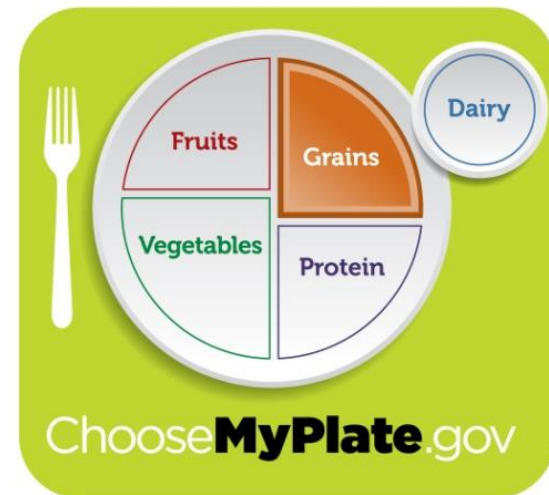 Dairy
Fruits
Grains
Vegetables
Protein
ChooseMyPlate.gov